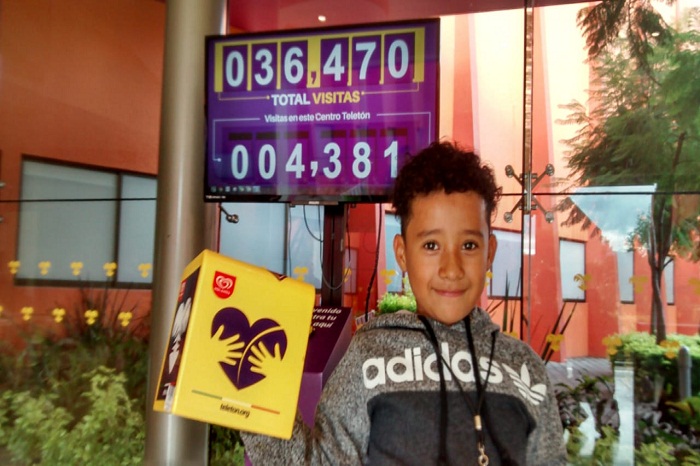 036,470
TOTAL VISITAS
Visitas en este Centro Teletón
004,381
teleton.org
adidas